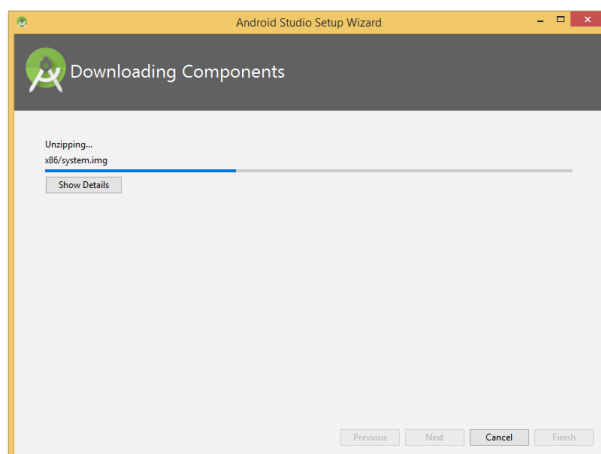 Android Studio Setup Wizard
Downloading Components
Unzipping...
x86/system.img
Show Details
Previous
Next
Cancel
Finish